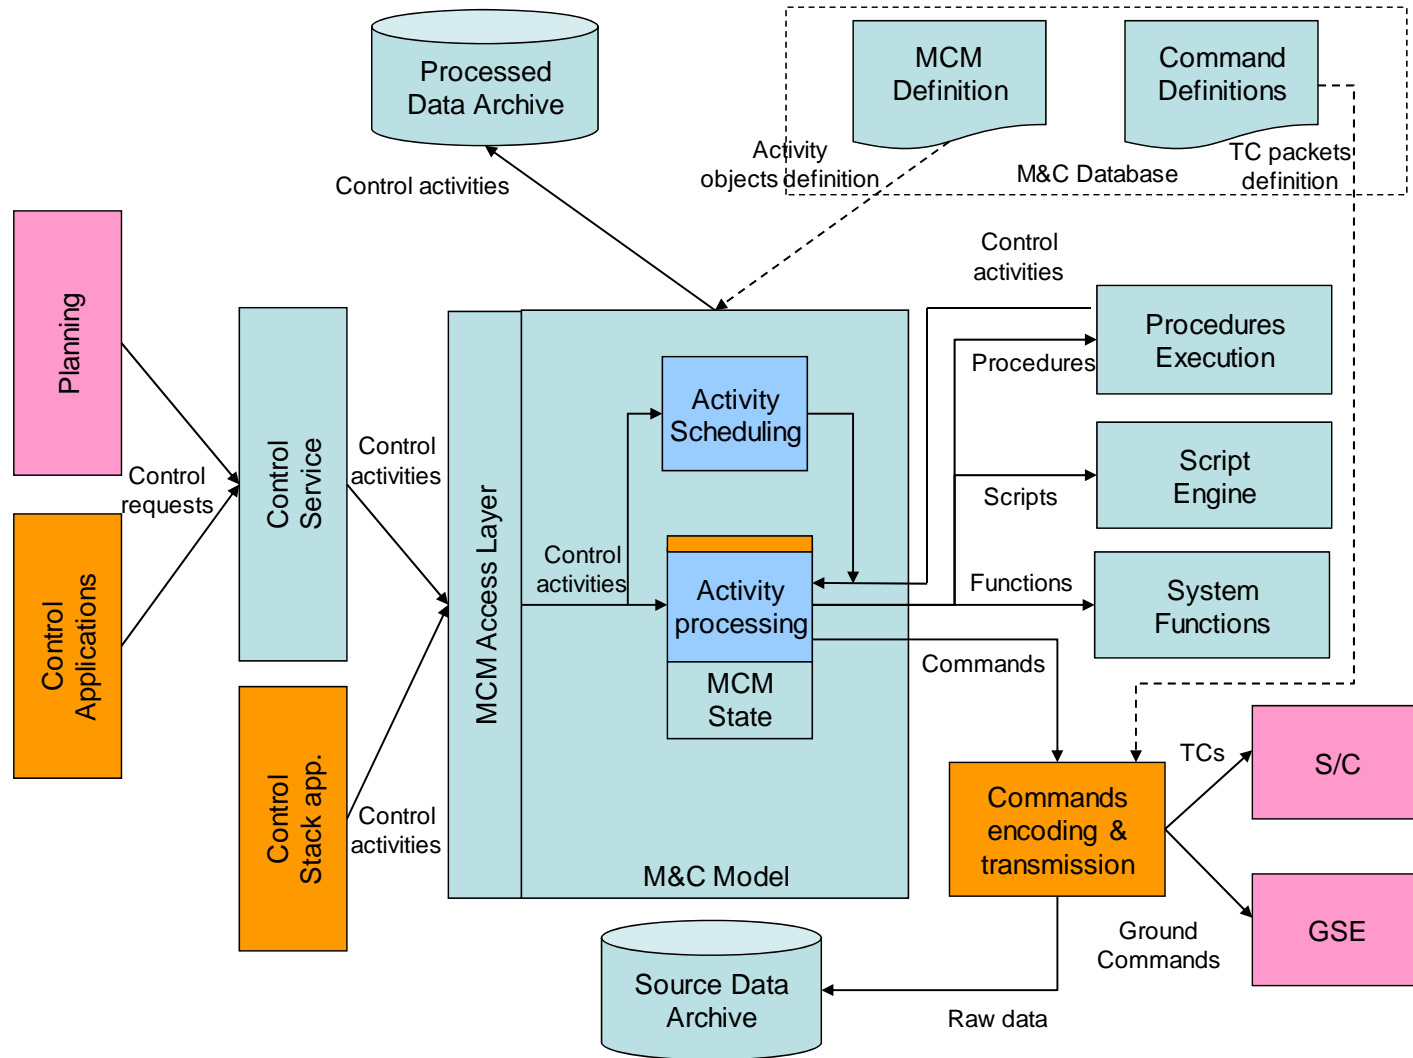 Processed
Data Archive
MCM
Definition
Command
Definitions
Activity
objects definition
M&C Database
TC packets
definition
Control activities
Planning
Control
requests
Control
Applications
Control
Service
Control
activities
Control
Stack app.
Control
activities
MCM Access Layer
Control
activities
Activity
Scheduling
Activity
processing
MCM
State
M&C Model
Control
activities
Procedures
Procedures
Execution
Scripts
Script
Engine
Functions
System
Functions
Commands
Commands
encoding &
transmission
TCs
S/C
Ground
Commands
GSE
Source Data
Archive
Raw data